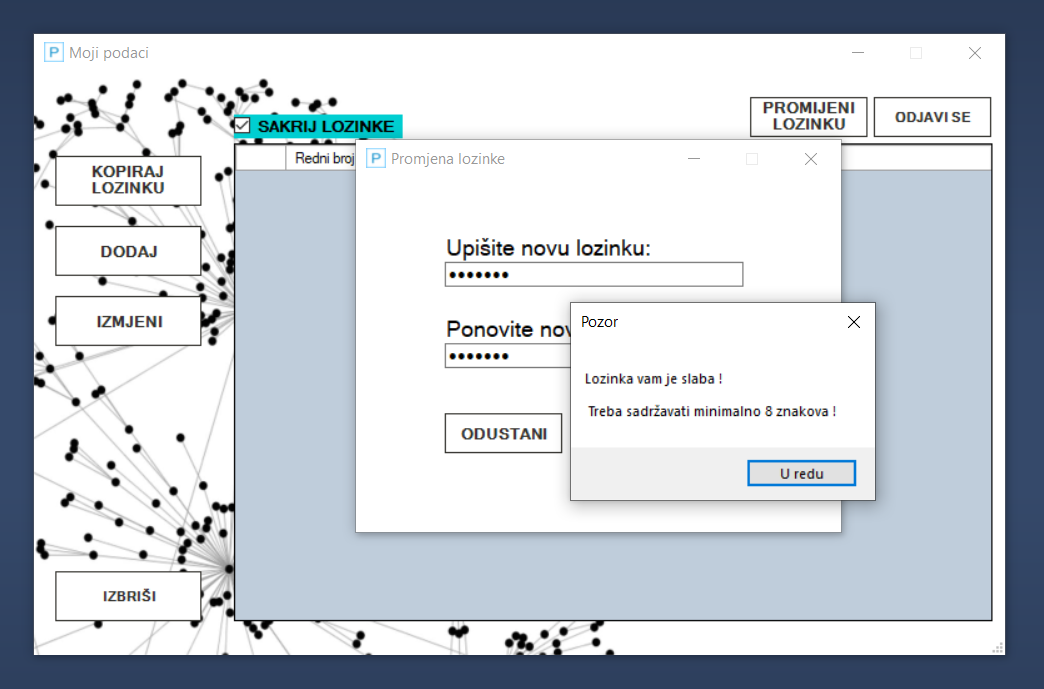 P Moji podaci
SAKRIJ LOZINKE
PROMIJENI
LOZINKU
ODJAVI SE
KOPIRAJ
LOZINKU
DODAJ
IZMJENI
IZBRIŠI
Redni broj
P Promjena lozinke
Upišite novu lozinku:
Ponovite nov
ODUSTANI
Pozor
Lozinka vam je slaba !
Treba sadržavati minimalno 8 znakova !
U redu